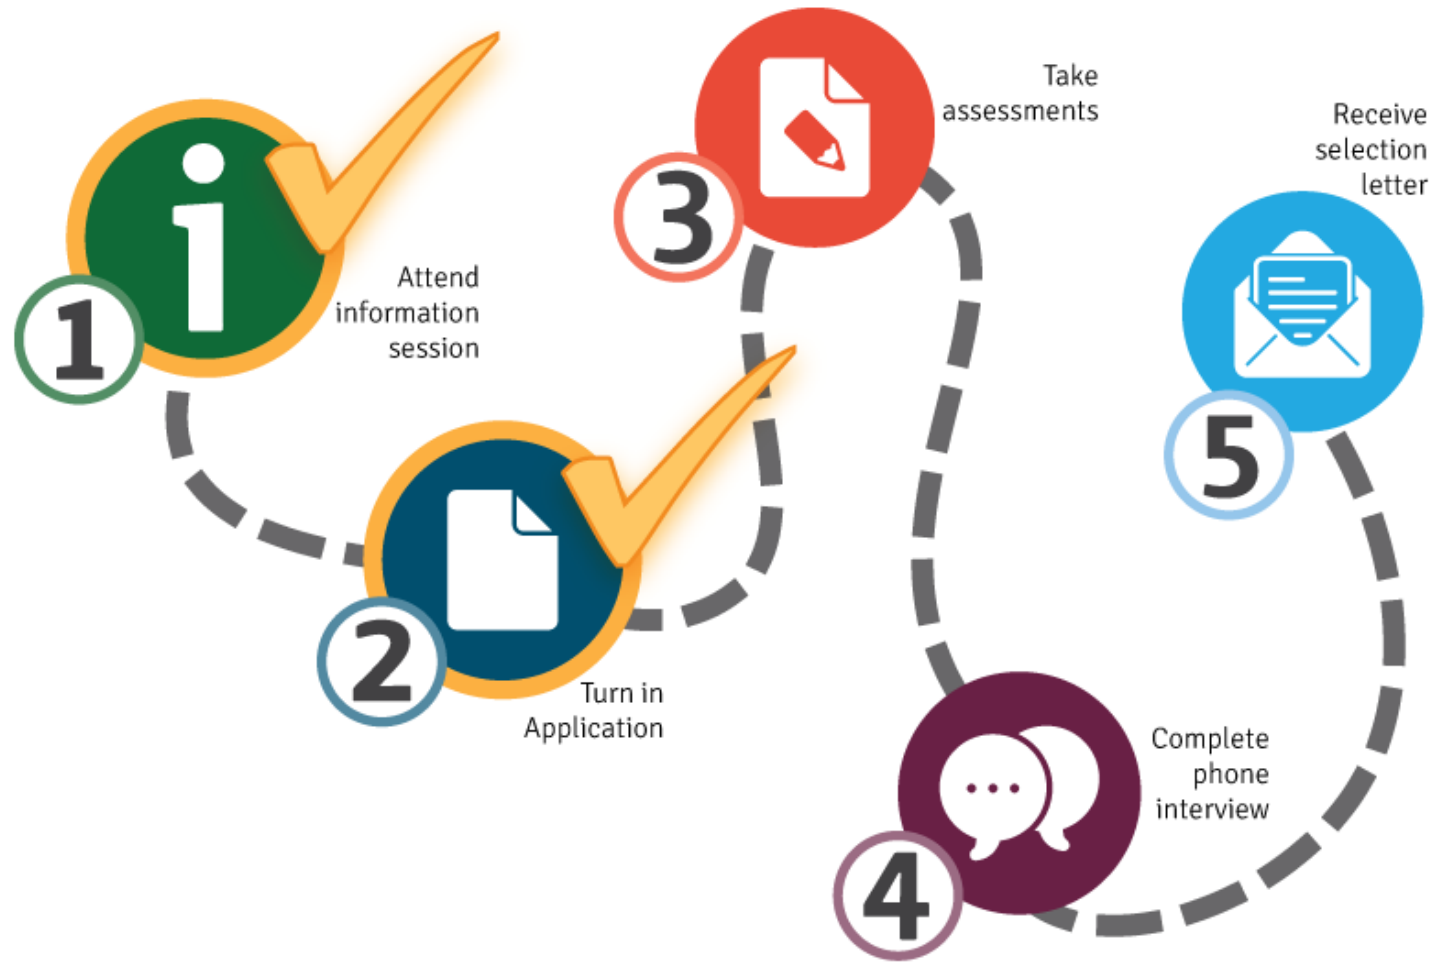 1
Attend
information
session
2
Turn in
Application
3
Take
assessments
4
Complete
phone
interview
5
Receive
selection
letter